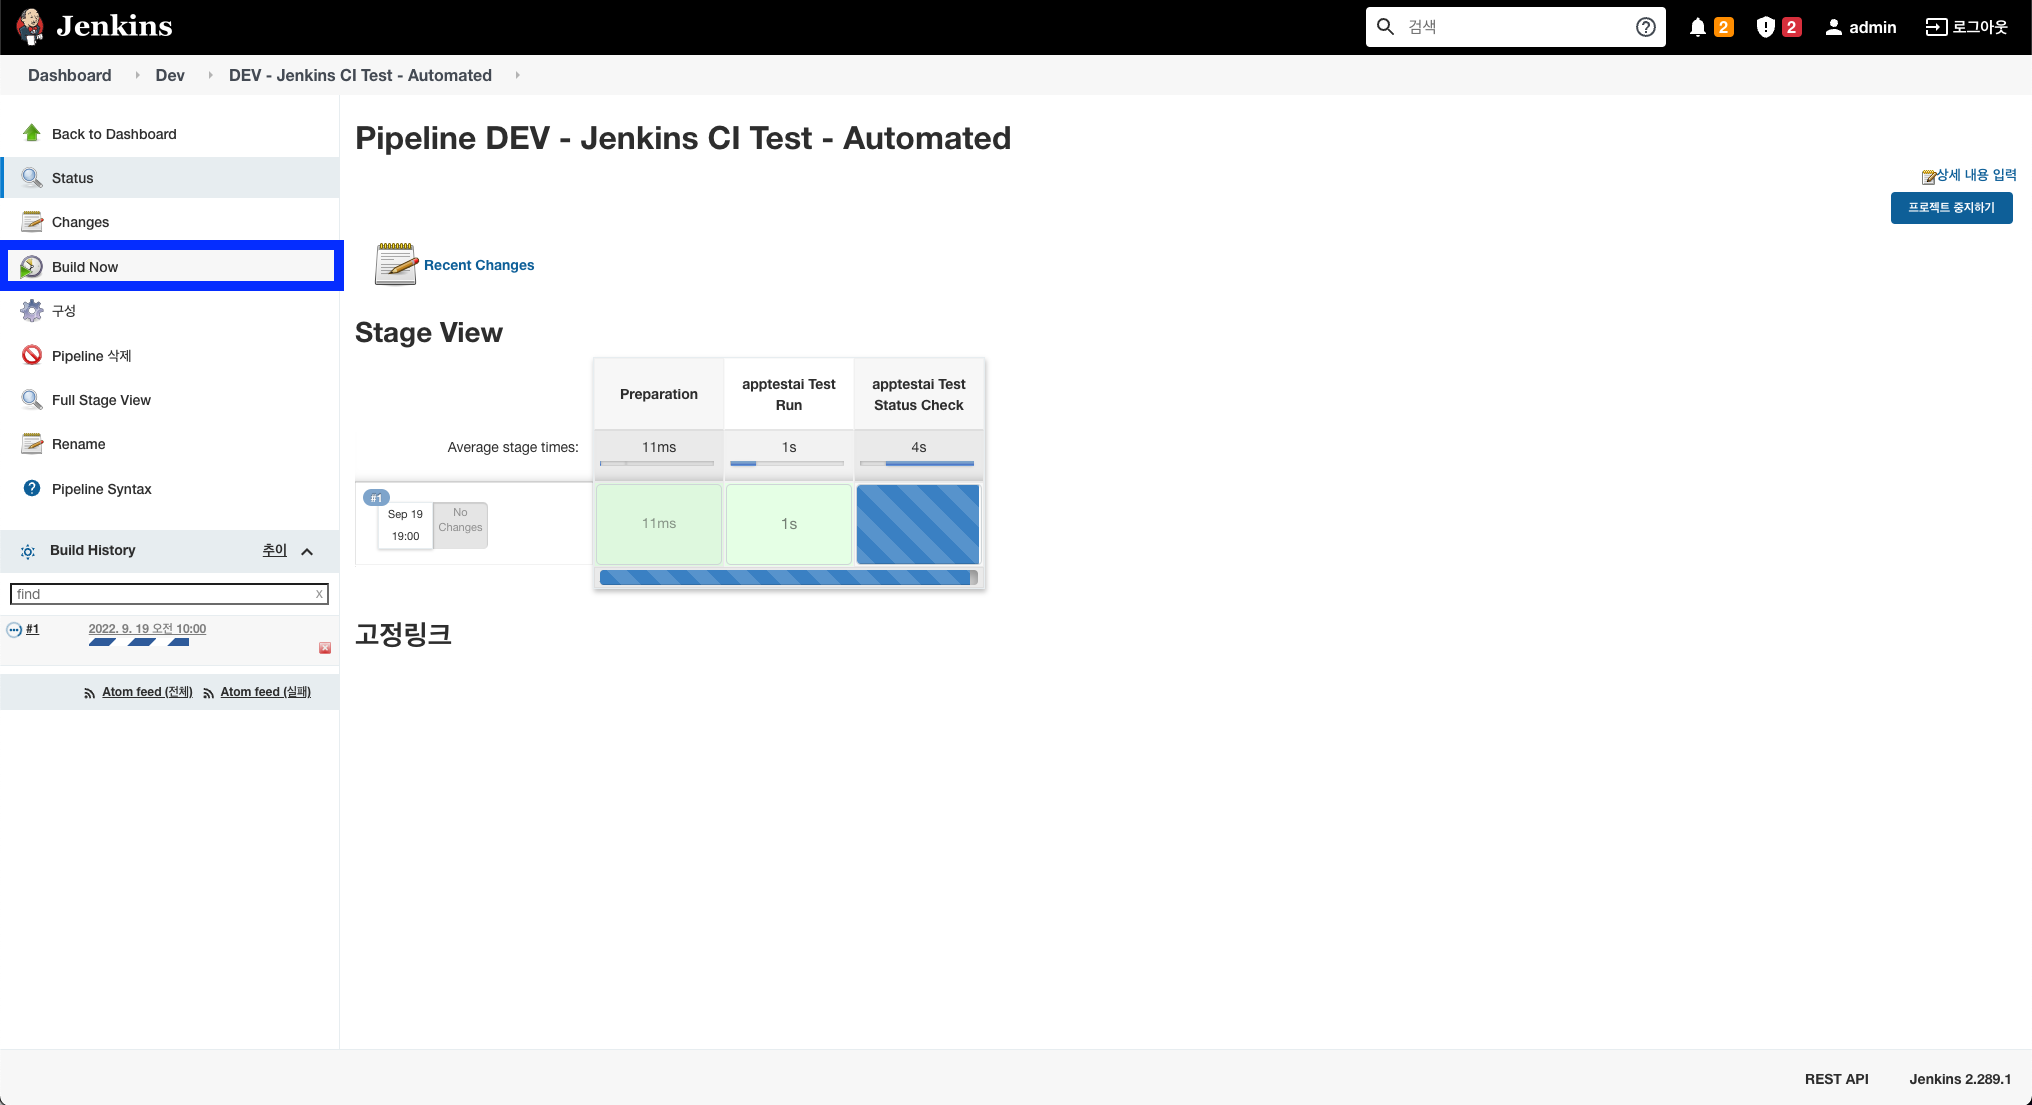 Jenkins
검색
2
2
admin
로그아웃
Dashboard
Dev
DEV - Jenkins CI Test - Automated
Back to Dashboard
Status
Changes
Build Now
구성
Pipeline 삭제
Full Stage View
Rename
Pipeline Syntax
Build History
추이
find
x
#1
2022. 9. 19 오전 10:00
Atom feed (전체)
Atom feed (실패)
Pipeline DEV - Jenkins CI Test - Automated
상세 내용 입력
프로젝트 중지하기
Recent Changes
Stage View
Preparation
apptestai Test
Run
apptestai Test
Status Check
Average stage times:
11ms
1s
4s
#1
Sep 19
19:00
No
Changes
11ms
1s
고정링크
REST API
Jenkins 2.289.1